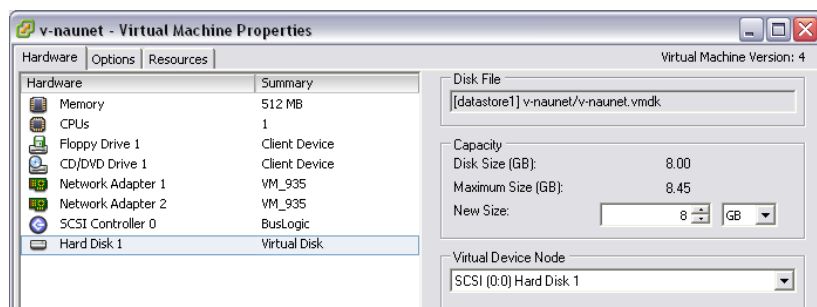 v-naunet - Virtual Machine Properties
Hardware Options Resources
Virtual Machine Version: 4
Hardware Summary
Memory 512 MB
CPUs 1
Floppy Drive 1 Client Device
CD/DVD Drive 1 Client Device
Network Adapter 1 VM_935
Network Adapter 2 VM_935
SCSI Controller 0 BusLogic
Hard Disk 1 Virtual Disk
Disk File
[datastore1] v-naunet/v-naunet.vmdk
Capacity
Disk Size (GB): 8.00
Maximum Size (GB): 8.45
New Size: 8 GB
Virtual Device Node
SCSI (0:0) Hard Disk 1